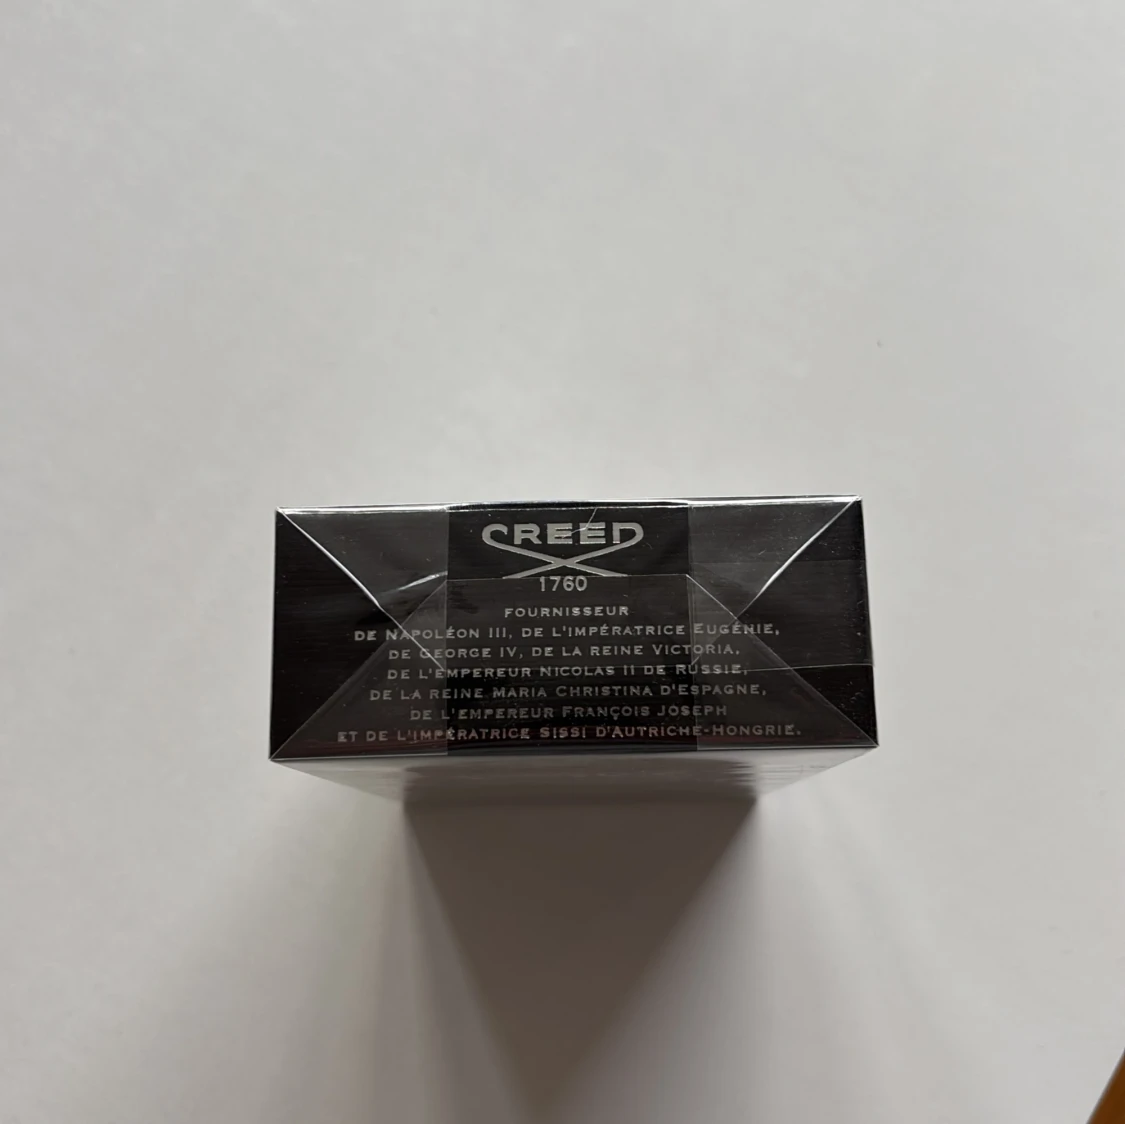 CREED
1760
FOURNISSEUR
DE NAPOLÉON III, DE L'IMPÉRATRICE EUGÉNIE,
DE GEORGE IV, DE LA REINE VICTORIA,
DE L'EMPEREUR NICOLAS II DE RUSSIE,
DE LA REINE MARIA CHRISTINA D'ESPAGNE,
DE L'EMPEREUR FRANÇOIS JOSEPH
ET DE L'IMPÉRATRICE SISSI D'AUTRICHE-HONGRIE.